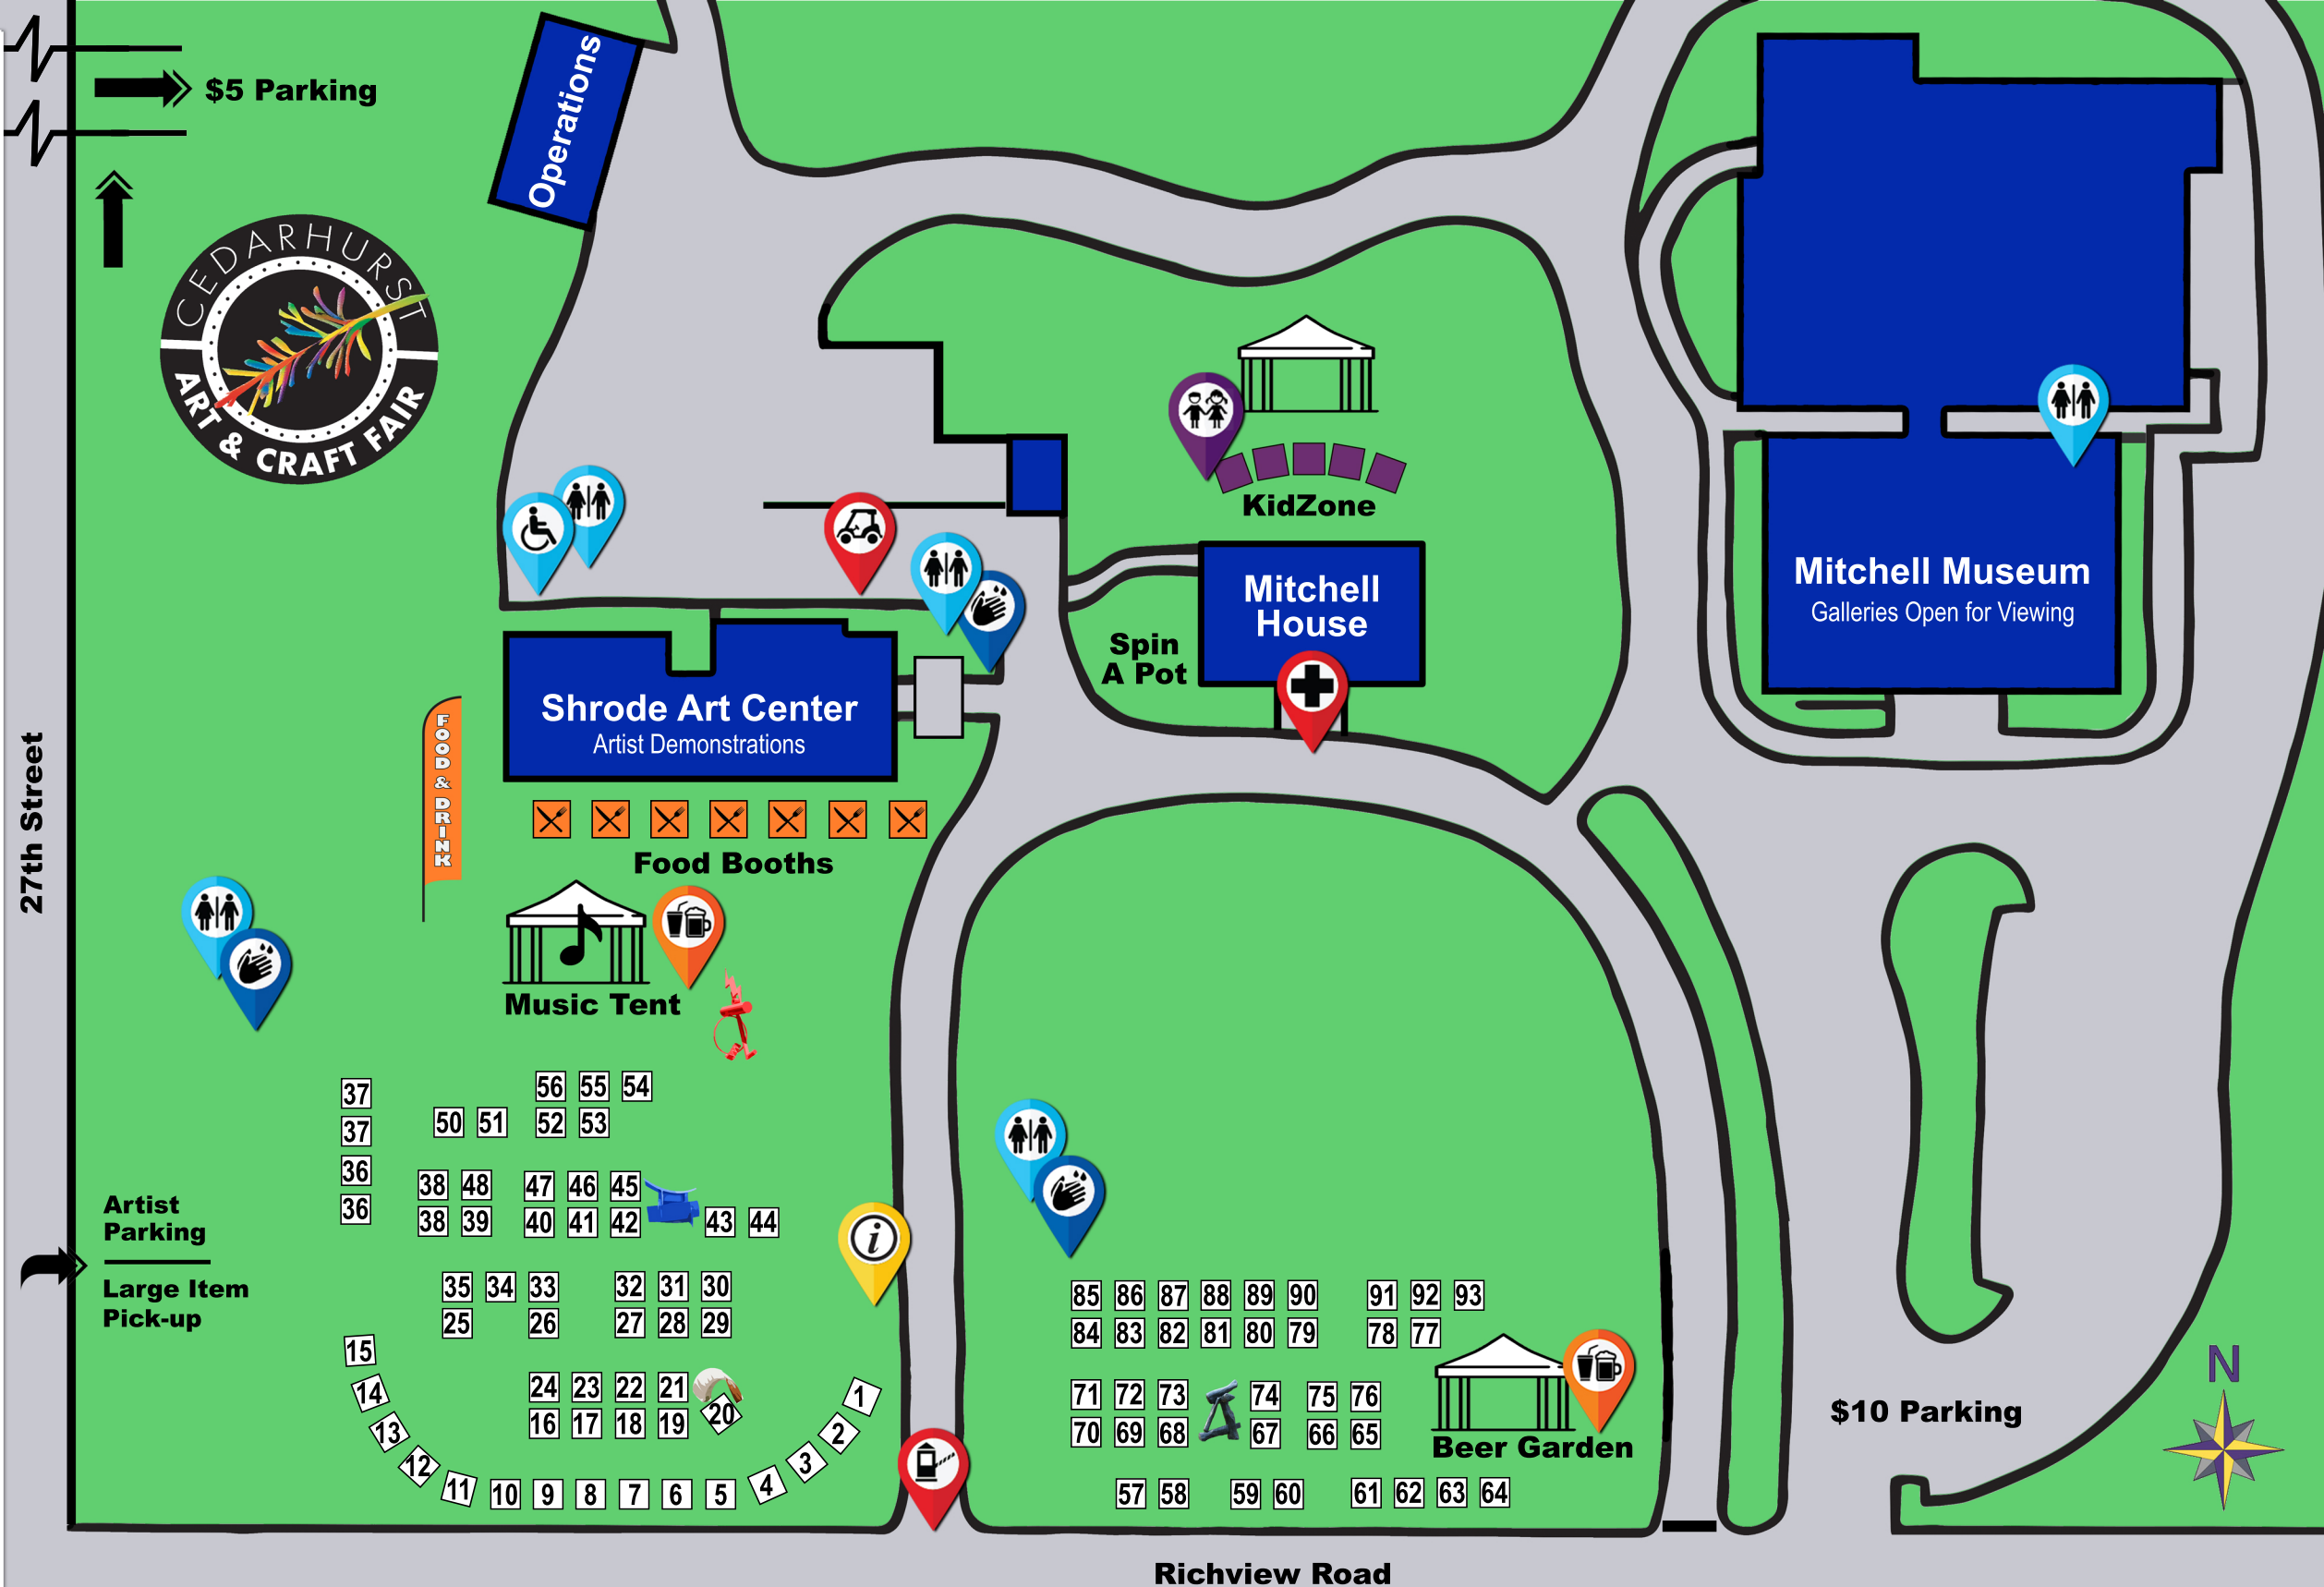 $5 Parking
Operations
CEDARHURST
ART & CRAFT FAIR
KidZone
Mitchell
House
Spin
A Pot
Mitchell Museum
Galleries Open for Viewing
Shrode Art Center
Artist Demonstrations
FOOD & DRINK
Food Booths
27th Street
Music Tent
37
56 55 54
37
50 51 52 53
36
38 48 47 46 45
36
38 39 40 41 42 43 44
Artist
Parking
Large Item
Pick-up
i
35 34 33 32 31 30
25 26 27 28 29
15
14
13
12
11
24 23 22 21
20
16 17 18 19
10 9 8 7 6 5 4 3 2 1
85 86 87 88 89 90 91 92 93
84 83 82 81 80 79 78 77
71 72 73 74 75 76
70 69 68 67 66 65
Beer Garden
57 58 59 60 61 62 63 64
$10 Parking
N
Richview Road